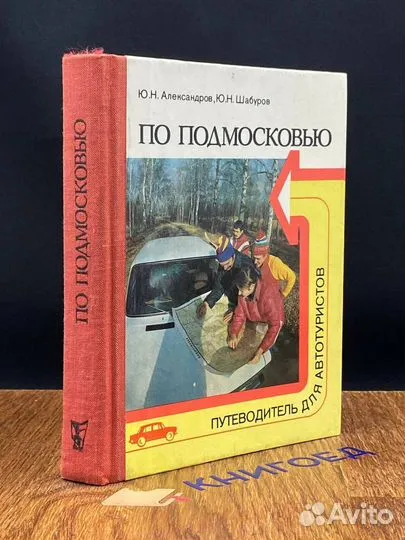 Ю.Н. Александров, Ю.Н. Шабуров
ПО ПОДМОСКОВЬЮ
ПО ПОДМОСКОВЬЮ
ПУТЕВОДИТЕЛЬ ДЛЯ АВТОТУРИСТОВ
КНИГОЕД
Avito